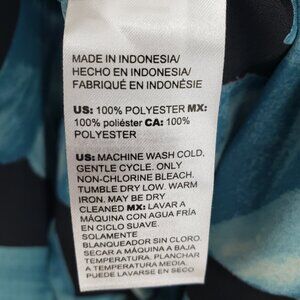 MADE IN INDONESIA/
HECHO EN INDONESIA/
FABRIQUÉ EN INDONÉSIE
US: 100% POLYESTER MX:
100% poliéster CA: 100%
POLYESTER
US: MACHINE WASH COLD,
GENTLE CYCLE. ONLY
NON-CHLORINE BLEACH.
TUMBLE DRY LOW. WARM
IRON. MAY BE DRY
CLEANED MX: LAVAR A
MÁQUINA CON AGUA FRÍA
EN CICLO SUAVE.
SOLAMENTE
BLANQUEADOR SIN CLORO.
SECAR A MÁQUINA A BAJA
TEMPERATURA. PLANCHAR
A TEMPERATURA MEDIA.
PUEDE LAVARSE EN SECO